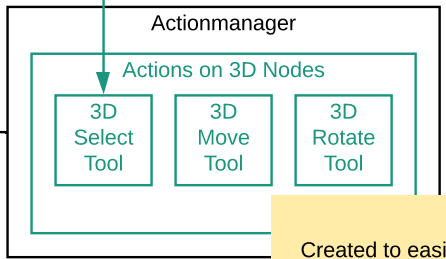 Actionmanager
Actions on 3D Nodes
3D
Select
Tool
3D
Move
Tool
3D
Rotate
Tool
Created to easi